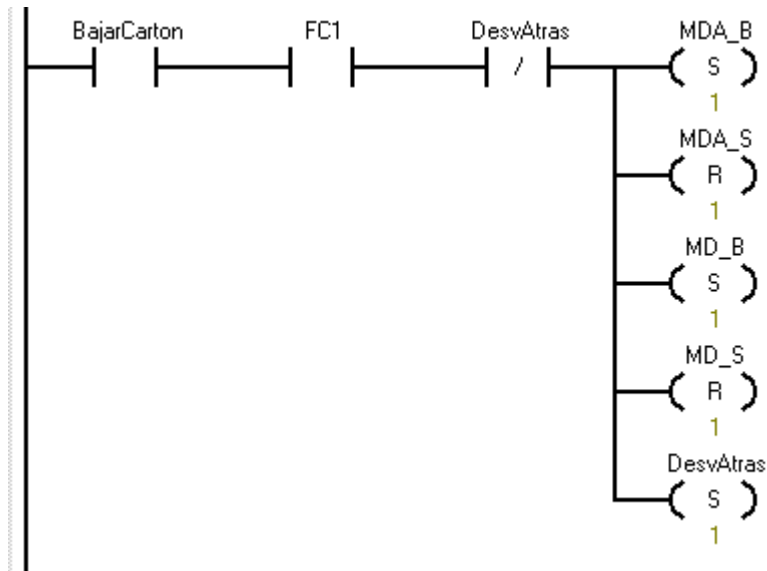 BajarCarton FC1 DesvAtras MDA_B
/ S
1
MDA_S
R
1
MD_B
S
1
MD_S
R
1
DesvAtras
S
1